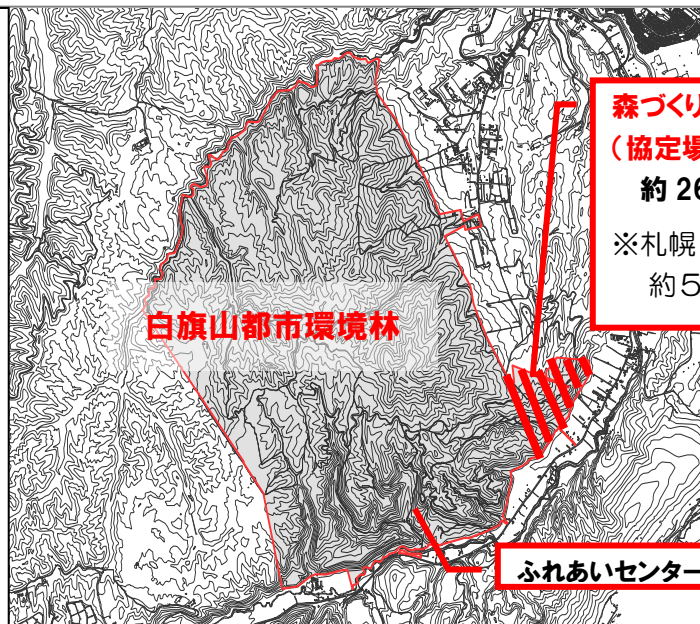 森づくり
（協定場
約 26
※札幌
約５
白旗山都市環境林
ふれあいセンター